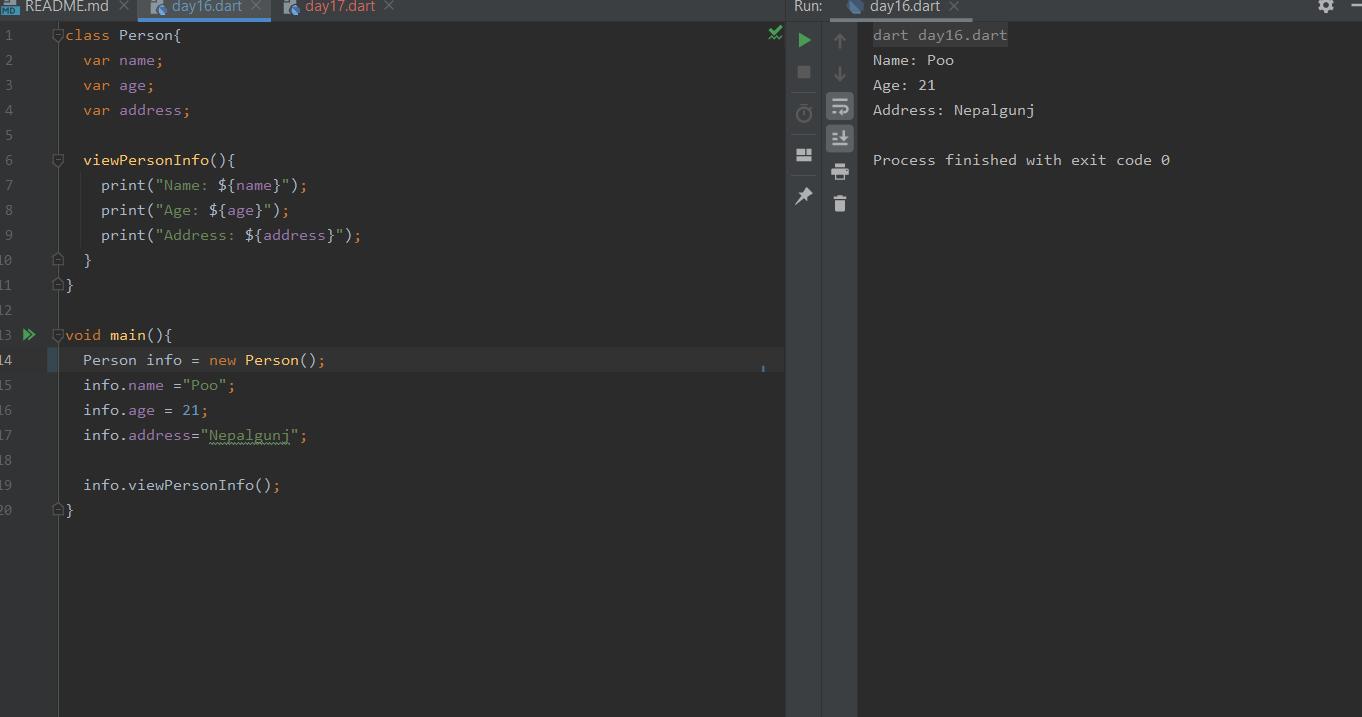 README.md day16.dart day17.dart
Run: day16.dart
MD
1 class Person{
2 var name;
3 var age;
4 var address;
5
6 viewPersonInfo(){
7 print("Name: ${name}");
8 print("Age: ${age}");
9 print("Address: ${address}");
10 }
11 }
12
13 void main(){
14 Person info = new Person();
15 info.name ="Poo";
16 info.age = 21;
17 info.address="Nepalgunj";
18
19 info.viewPersonInfo();
20 }
dart day16.dart
Name: Poo
Age: 21
Address: Nepalgunj
Process finished with exit code 0